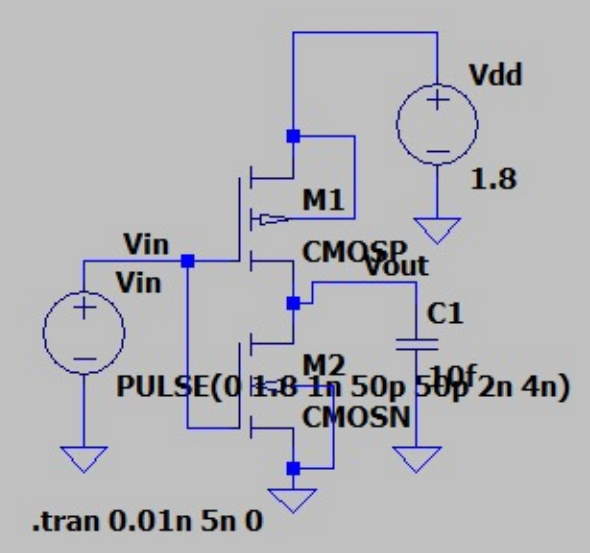 Vdd
1.8
M1
CMOSP
Vin
Vout
Vin
C1
M2
10f
PULSE(0 1.8 1n 50p 50p 2n 4n)
CMOSN
.tran 0.01n 5n 0